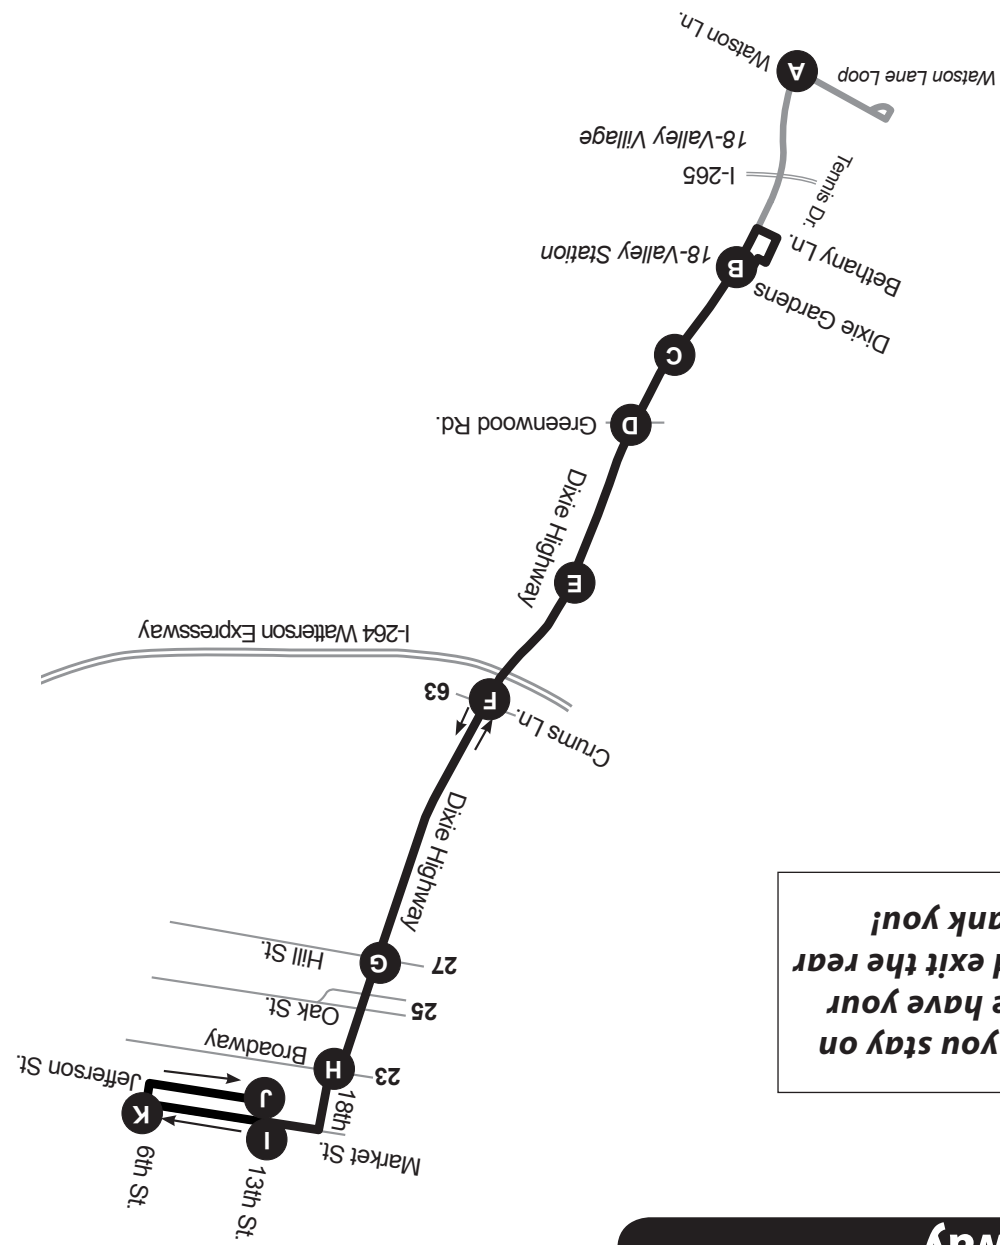 way
13th St.
6th St.
Market St.
I
K
18th
J
Jefferson St.
23
H
Broadway
you stay on
e have your
d exit the rear
ank you!
25
Oak St.
27
G
Hill St.
Dixie Highway
Crums Ln.
F
63
I-264 Watterson Expressway
E
Dixie Highway
D
Greenwood Rd.
C
Dixie Gardens
Bethany Ln.
B
18-Valley Station
Tennis Dr.
I-265
18-Valley Village
Watson Lane Loop
A
Watson Ln.